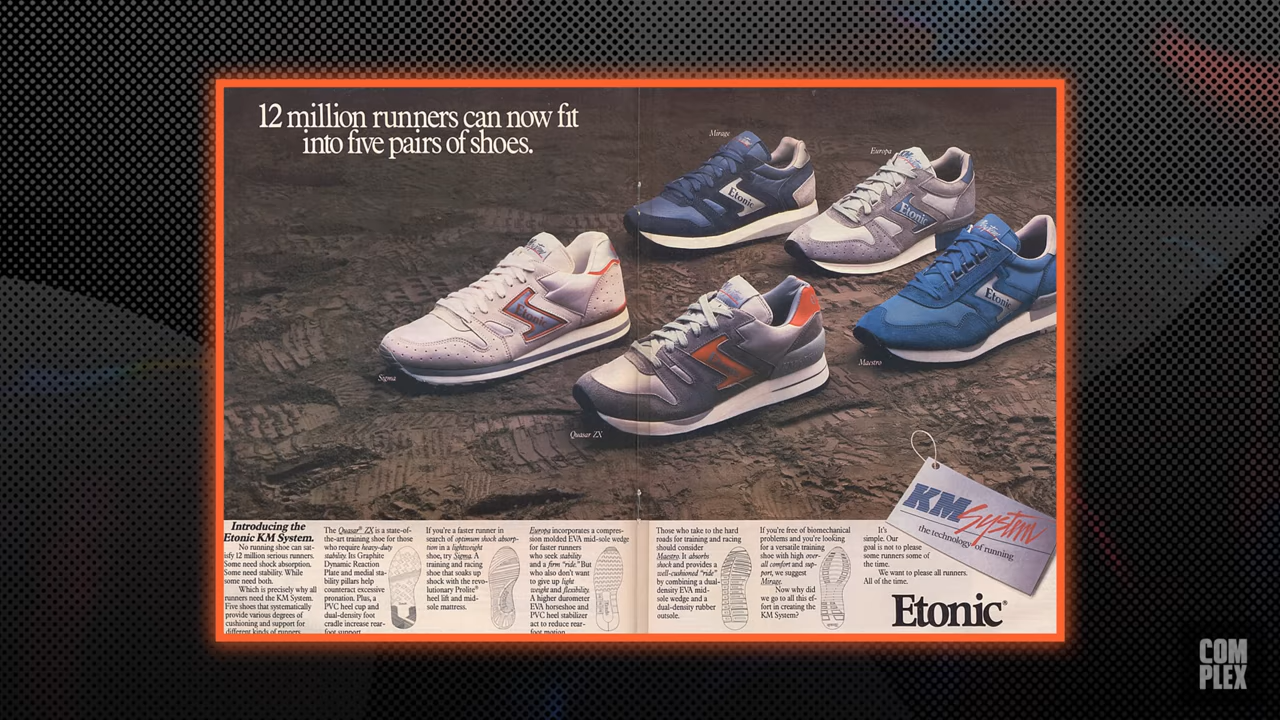 12 million runners can now fit
into five pairs of shoes.
Mirage
Europa
Etonic
Etonic
Etonic
Etonic
Sigma
Quasar ZX
Maestro
KM System
the technology of running.
Introducing the
Etonic KM System.
No running shoe can sat-
isfy 12 million serious runners.
Some need shock absorption.
Some need stability. While
some need both.
Which is precisely why all
runners need the KM System.
Five shoes that systematically
provide various degrees of
cushioning and support for
different kinds of runners.
The Quasar® ZX is a state-of-
the-art training shoe for those
who require heavy-duty
stability. Its Graphite
Dynamic Reaction
Plate and medial sta-
bility pillars help
counteract excessive
pronation. Plus, a
PVC heel cup and
dual-density foot
cradle increase rear-
foot support.
If you're a faster runner in
search of optimum shock absorp-
tion in a lightweight
shoe, try Sigma. A
training and racing
shoe that soaks up
shock with the revo-
lutionary Prolite®
heel lift and mid-
sole mattress.
Europa incorporates a compres-
sion molded EVA mid-sole wedge
for faster runners
who seek stability
and a firm "ride." But
who also don't want
to give up light
weight and flexibility.
A higher durometer
EVA horseshoe and
PVC heel stabilizer
act to reduce rear-
foot motion.
Those who take to the hard
roads for training and racing
should consider
Maestro. It absorbs
shock and provides a
well-cushioned "ride"
by combining a dual-
density EVA mid-
sole wedge and a
dual-density rubber
outsole.
If you're free of biomechanical
problems and you're looking
for a versatile training
shoe with high over-
all comfort and sup-
port, we suggest
Mirage.
Now why did
we go to all this ef-
fort in creating the
KM System?
It's
simple. Our
goal is not to please
some runners some of
the time.
We want to please all runners.
All of the time.
Etonic®
COM
PLEX